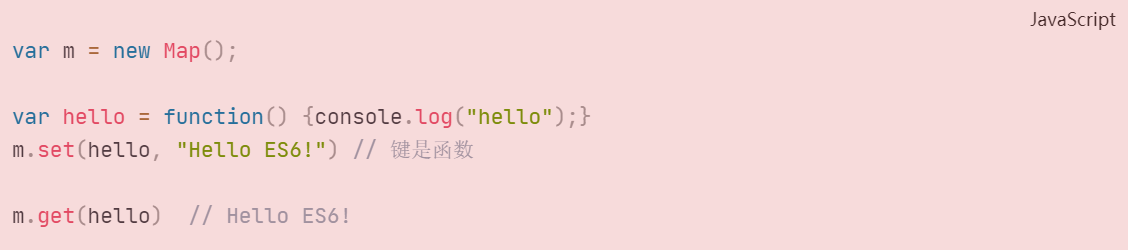 JavaScript
var m = new Map();
var hello = function() {console.log("hello");}
m.set(hello, "Hello ES6!") // 键是函数
m.get(hello)  // Hello ES6!